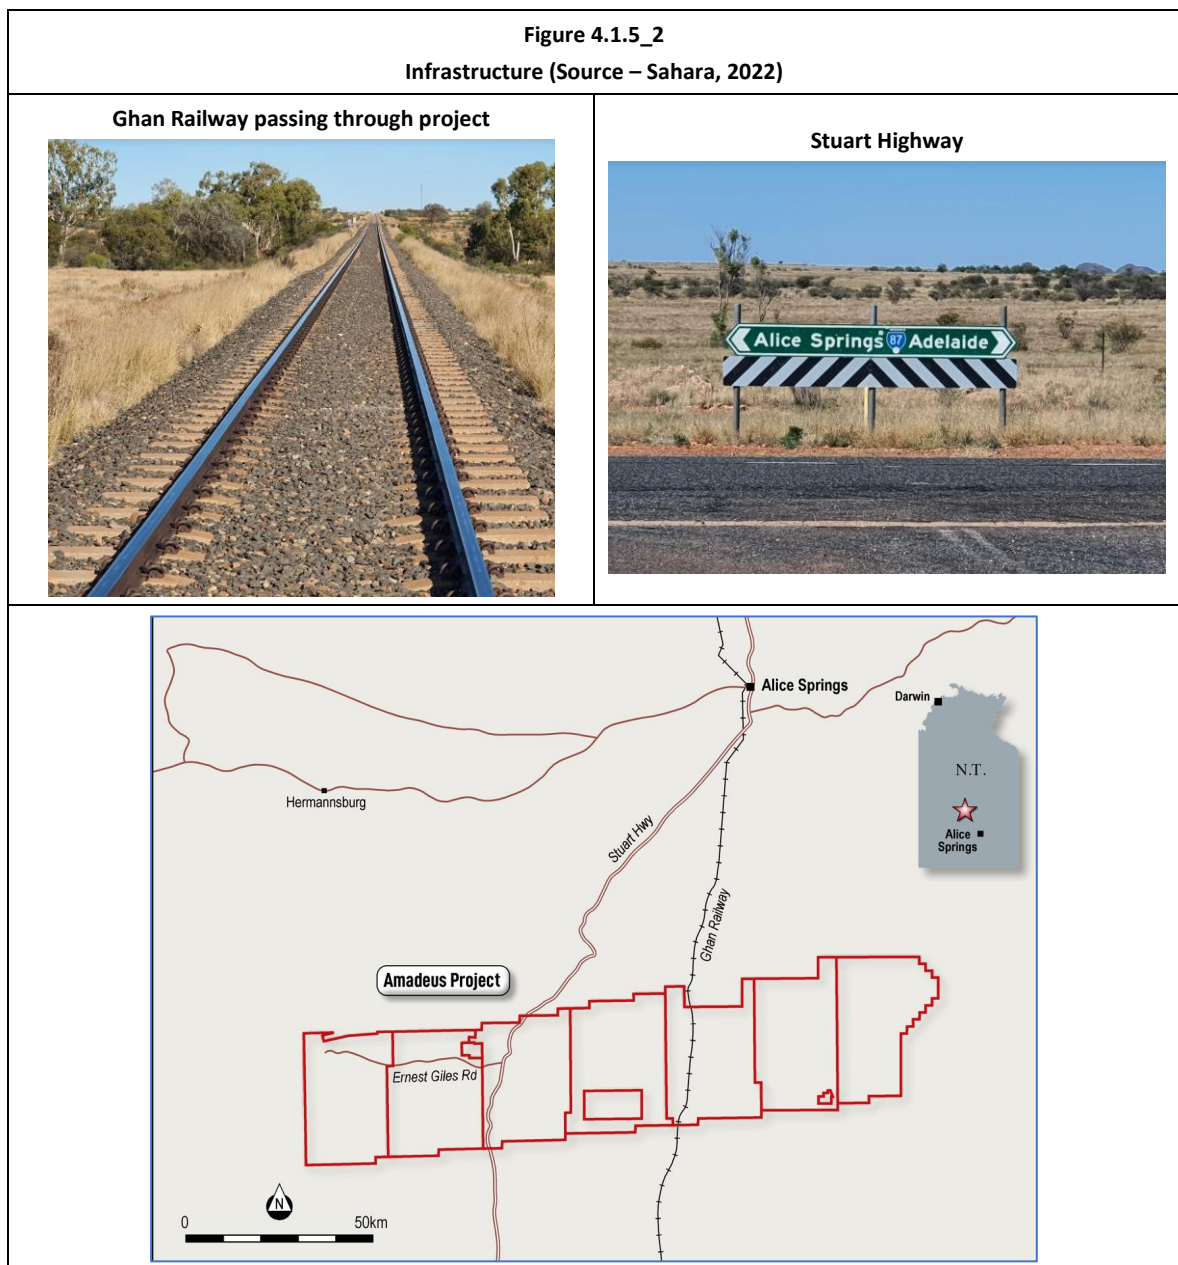 Figure 4.1.5_2
Infrastructure (Source – Sahara, 2022)
Ghan Railway passing through project
Stuart Highway
Alice Springs 87 Adelaide
Alice Springs
Darwin
N.T.
Alice
Springs
Hermannsburg
Stuart Hwy
Ghan Railway
Amadeus Project
Ernest Giles Rd
N
0 50km